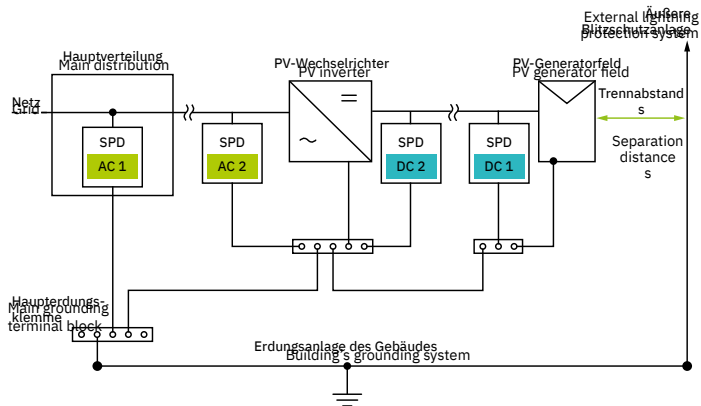 Äußere
Blitzschutzanlage
External lightning
protection system
Hauptverteilung
Main distribution
PV-Wechselrichter
PV inverter
PV-Generatorfeld
PV generator field
Netz
Grid
Trennabstand
s
Separation
distance
s
SPD
AC 1
SPD
AC 2
SPD
DC 2
SPD
DC 1
Haupterdungs-
klemme
Main grounding
terminal block
Erdungsanlage des Gebäudes
Building's grounding system